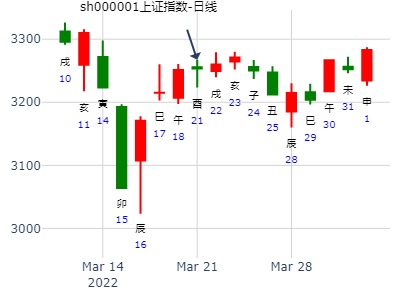 sh000001上证指数-日线
3300
3200
3100
3000
戌
10
亥
11
寅
14
卯
15
辰
16
巳
17
午
18
酉
21
戌
22
亥
23
子
24
丑
25
辰
28
巳
29
午
30
未
31
申
1
Mar 14
2022
Mar 21
Mar 28